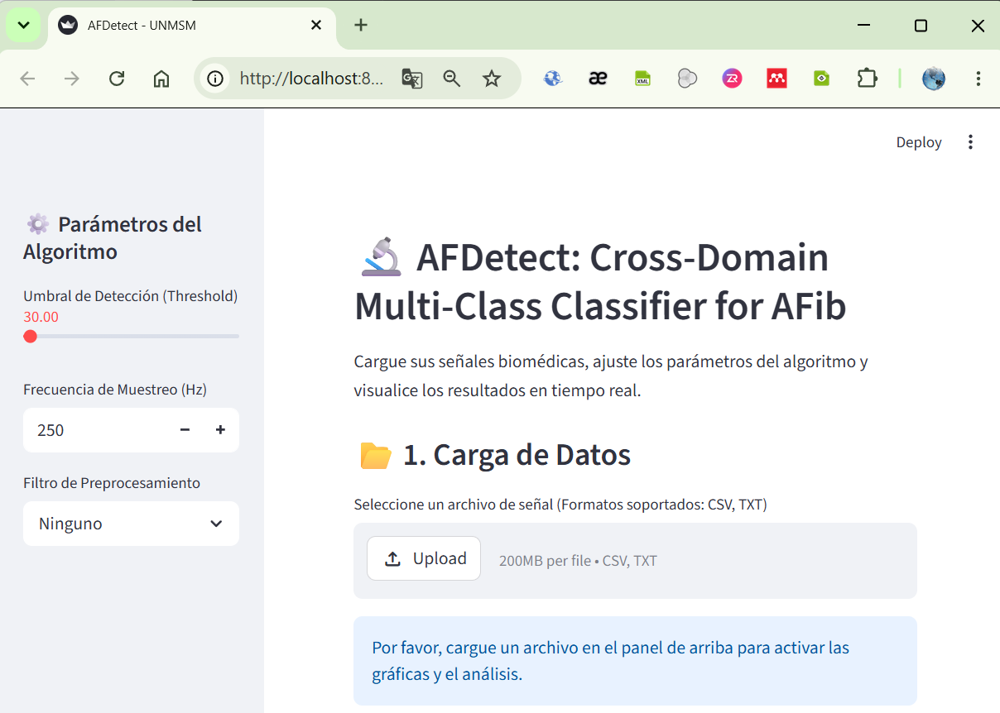 AFDetect - UNMSM
http://localhost:8...
Deploy
Parámetros del
Algoritmo
Umbral de Detección (Threshold)
30.00
Frecuencia de Muestreo (Hz)
250
Filtro de Preprocesamiento
Ninguno
AFDetect: Cross-Domain
Multi-Class Classifier for AFib
Cargue sus señales biomédicas, ajuste los parámetros del algoritmo y
visualice los resultados en tiempo real.
1. Carga de Datos
Seleccione un archivo de señal (Formatos soportados: CSV, TXT)
Upload
200MB per file • CSV, TXT
Por favor, cargue un archivo en el panel de arriba para activar las
gráficas y el análisis.